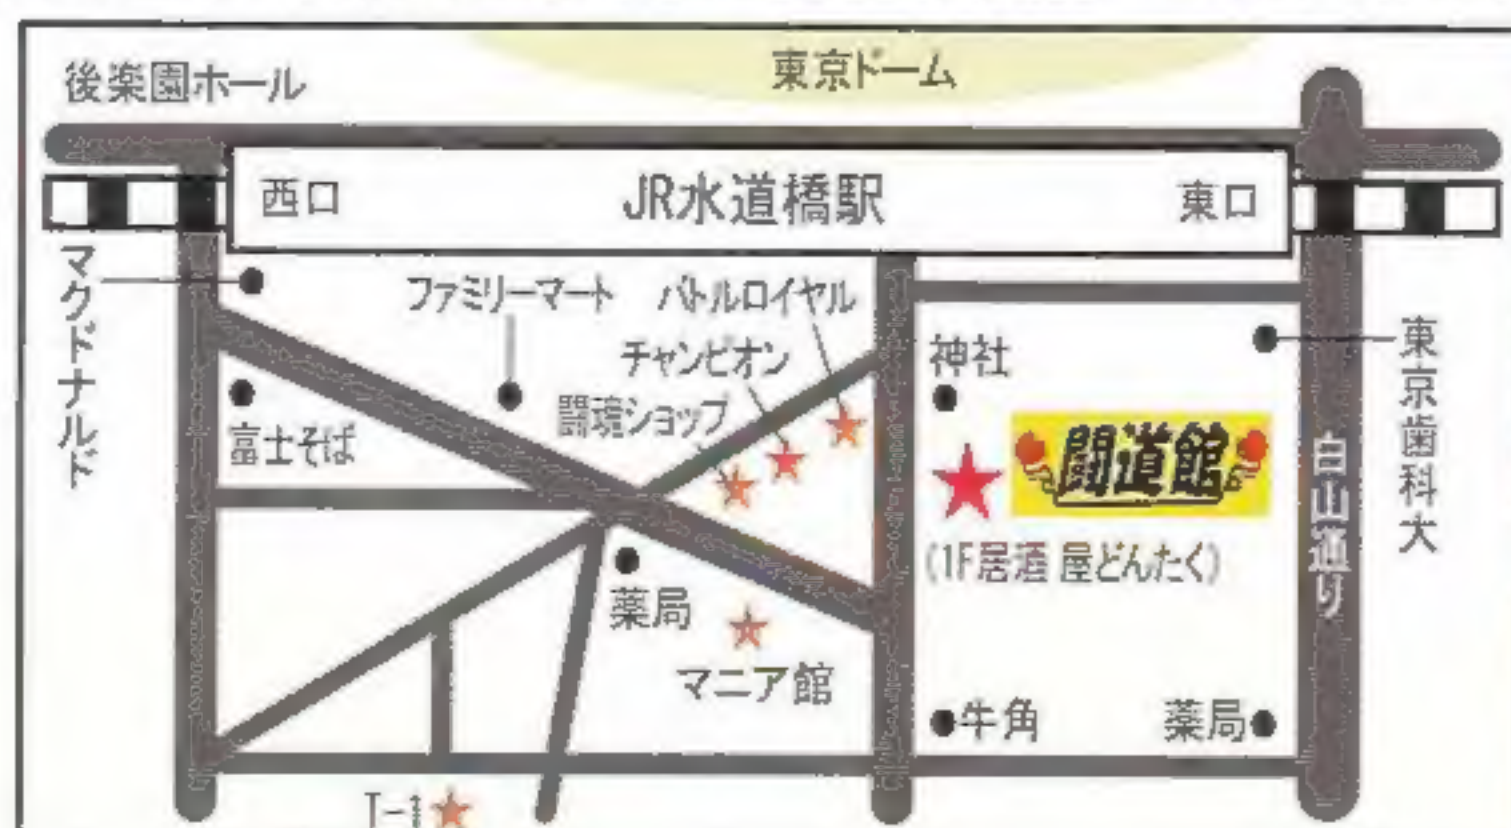 後楽園ホール
東京ドーム
西口
JR水道橋駅
東口
マクドナルド
ファミリーマート
バトルロイヤル
チャンピオン
闘魂ショップ
神社
東京歯科大
富士そば
闘道館
白山通り
(1F居酒屋どんたく)
薬局
マニア館
牛角
薬局